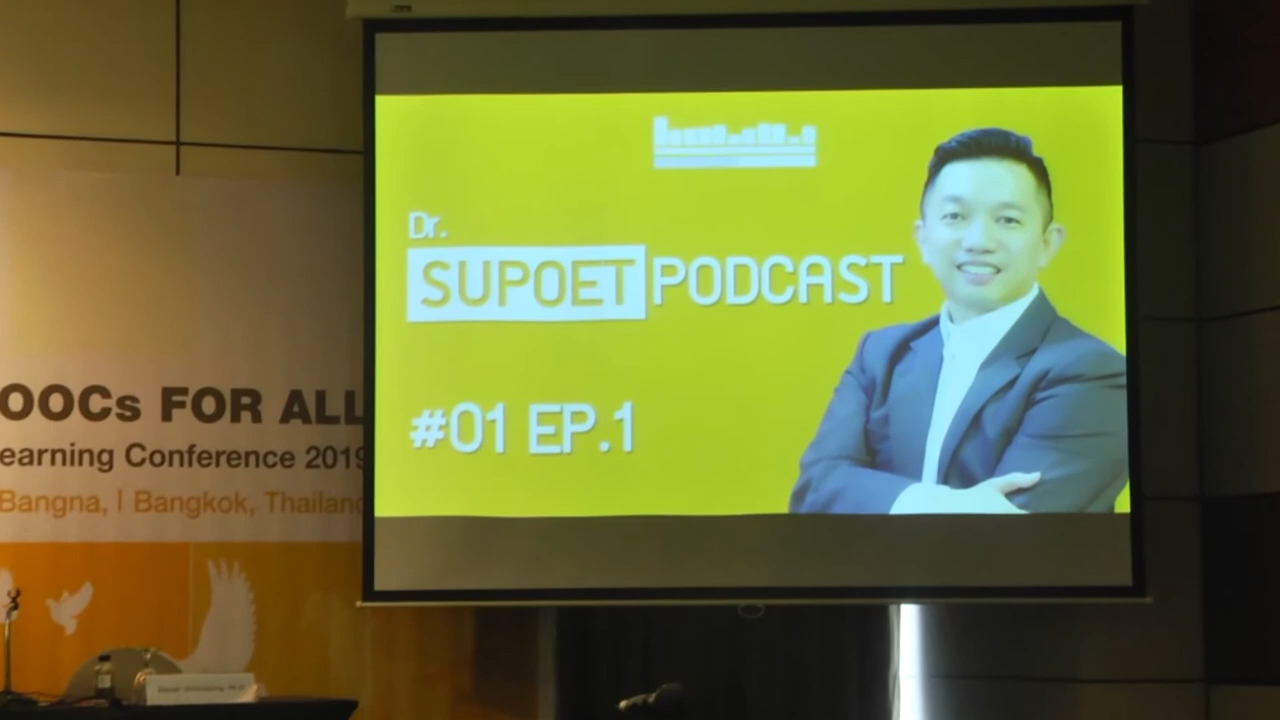 OOCs FOR ALL
earning Conference 2019
Bangna, | Bangkok, Thailand
Dr.
SUPOET PODCAST
#01 EP.1